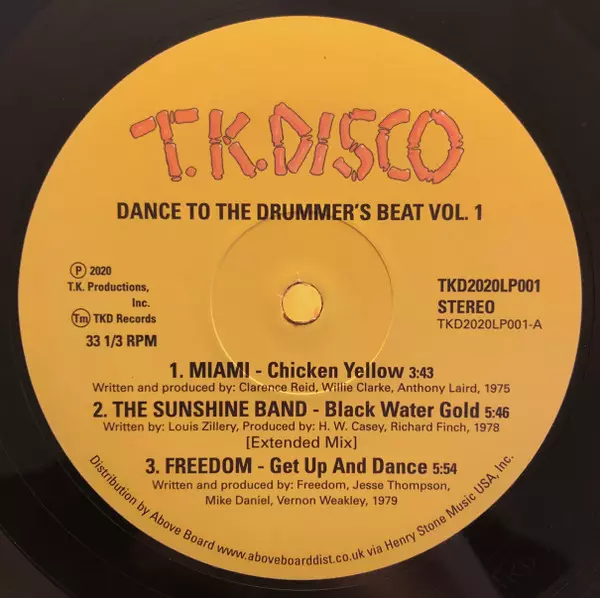 T.K.DISCO
DANCE TO THE DRUMMER'S BEAT VOL. 1
Ⓟ 2020
T.K. Productions,
Inc.
Tm TKD Records
33 1/3 RPM
TKD2020LP001
STEREO
TKD2020LP001-A
1. MIAMI - Chicken Yellow 3:43
Written and produced by: Clarence Reid, Willie Clarke, Anthony Laird, 1975
2. THE SUNSHINE BAND - Black Water Gold 5:46
Written by: Louis Zillery, Produced by: H. W. Casey, Richard Finch, 1978
[Extended Mix]
3. FREEDOM - Get Up And Dance 5:54
Written and produced by: Freedom, Jesse Thompson,
Mike Daniel, Vernon Weakley, 1979
Distribution by Above Board www.aboveboarddist.co.uk via Henry Stone Music USA, Inc.